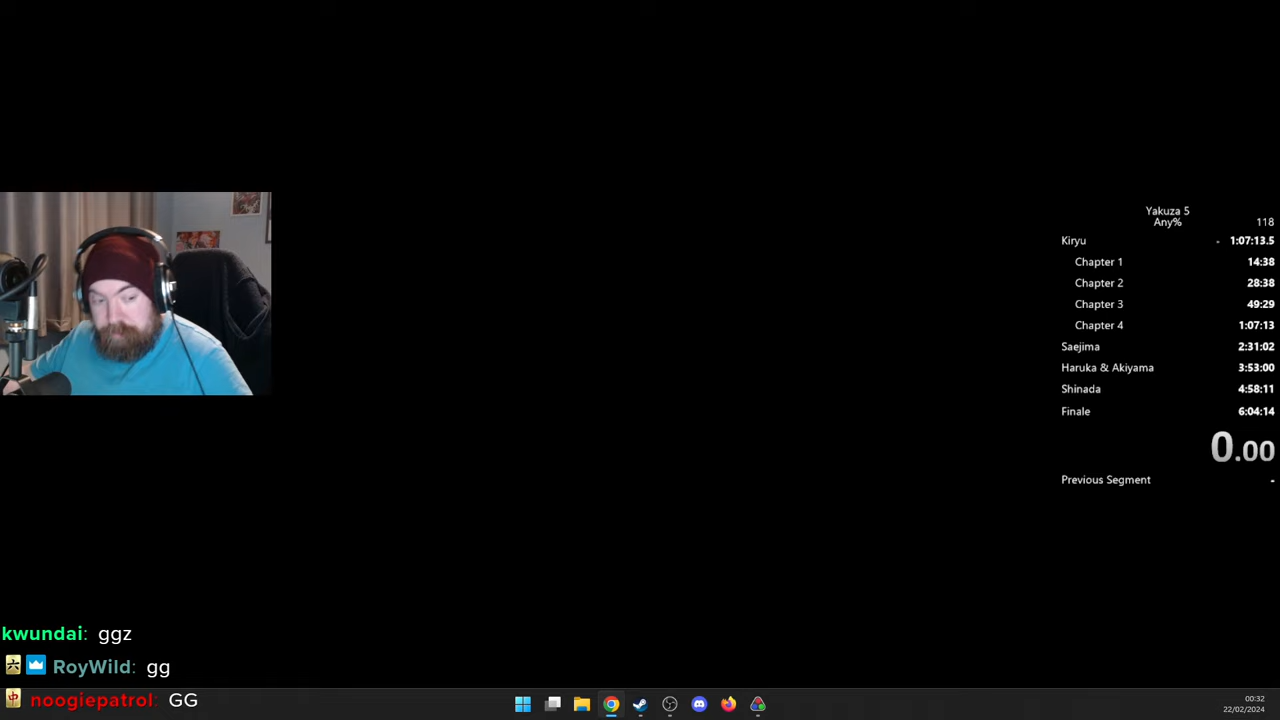 Yakuza 5
Any% 118
Kiryu - 1:07:13.5
Chapter 1 14:38
Chapter 2 28:38
Chapter 3 49:29
Chapter 4 1:07:13
Saejima 2:31:02
Haruka & Akiyama 3:53:00
Shinada 4:58:11
Finale 6:04:14
0.00
Previous Segment -
kwundai: ggz
六 RoyWild: gg
中 noogiepatrol: GG
00:32
22/02/2024